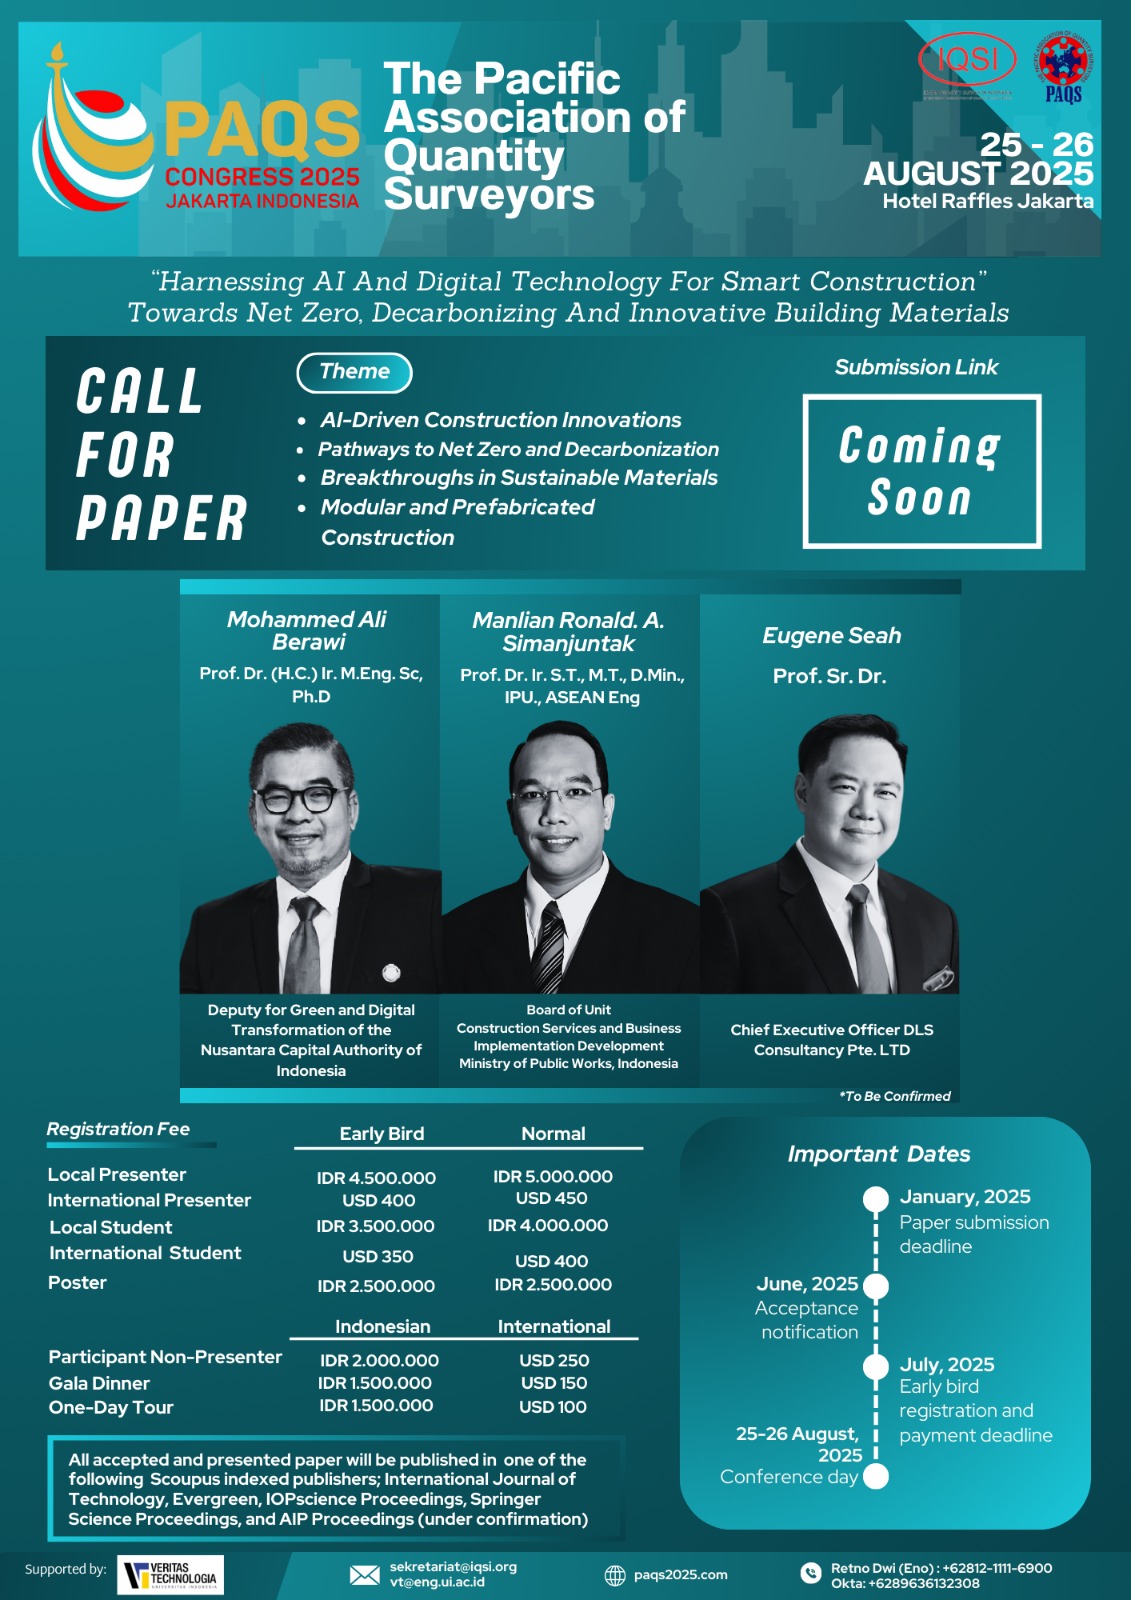 PAQS
CONGRESS 2025
JAKARTA INDONESIA
The Pacific
Association of
Quantity
Surveyors
IQSI
PAQS
25 - 26
AUGUST 2025
Hotel Raffles Jakarta
“Harnessing AI And Digital Technology For Smart Construction”
Towards Net Zero, Decarbonizing And Innovative Building Materials
CALL
FOR
PAPER
Theme
• AI-Driven Construction Innovations
• Pathways to Net Zero and Decarbonization
• Breakthroughs in Sustainable Materials
• Modular and Prefabricated
Construction
Submission Link
Coming
Soon
Mohammed Ali
Berawi
Prof. Dr. (H.C.) Ir. M.Eng. Sc,
Ph.D
Deputy for Green and Digital
Transformation of the
Nusantara Capital Authority of
Indonesia
Manlian Ronald. A.
Simanjuntak
Prof. Dr. Ir. S.T., M.T., D.Min.,
IPU., ASEAN Eng
Board of Unit
Construction Services and Business
Implementation Development
Ministry of Public Works, Indonesia
Eugene Seah
Prof. Sr. Dr.
Chief Executive Officer DLS
Consultancy Pte. LTD
*To Be Confirmed
Registration Fee
Early Bird Normal
Local Presenter IDR 4.500.000 IDR 5.000.000
International Presenter USD 400 USD 450
Local Student IDR 3.500.000 IDR 4.000.000
International Student USD 350 USD 400
Poster IDR 2.500.000 IDR 2.500.000
Indonesian International
Participant Non-Presenter IDR 2.000.000 USD 250
Gala Dinner IDR 1.500.000 USD 150
One-Day Tour IDR 1.500.000 USD 100
All accepted and presented paper will be published in one of the
following Scoupus indexed publishers; International Journal of
Technology, Evergreen, IOPscience Proceedings, Springer
Science Proceedings, and AIP Proceedings (under confirmation)
Important Dates
January, 2025
Paper submission
deadline
June, 2025
Acceptance
notification
July, 2025
Early bird
registration and
payment deadline
25-26 August,
2025
Conference day
Supported by:
VERITAS
TECHNOLOGIA
UNIVERSITAS INDONESIA
sekretariat@iqsi.org
vt@eng.ui.ac.id
paqs2025.com
Retno Dwi (Eno) : +62812-1111-6900
Okta: +6289636132308